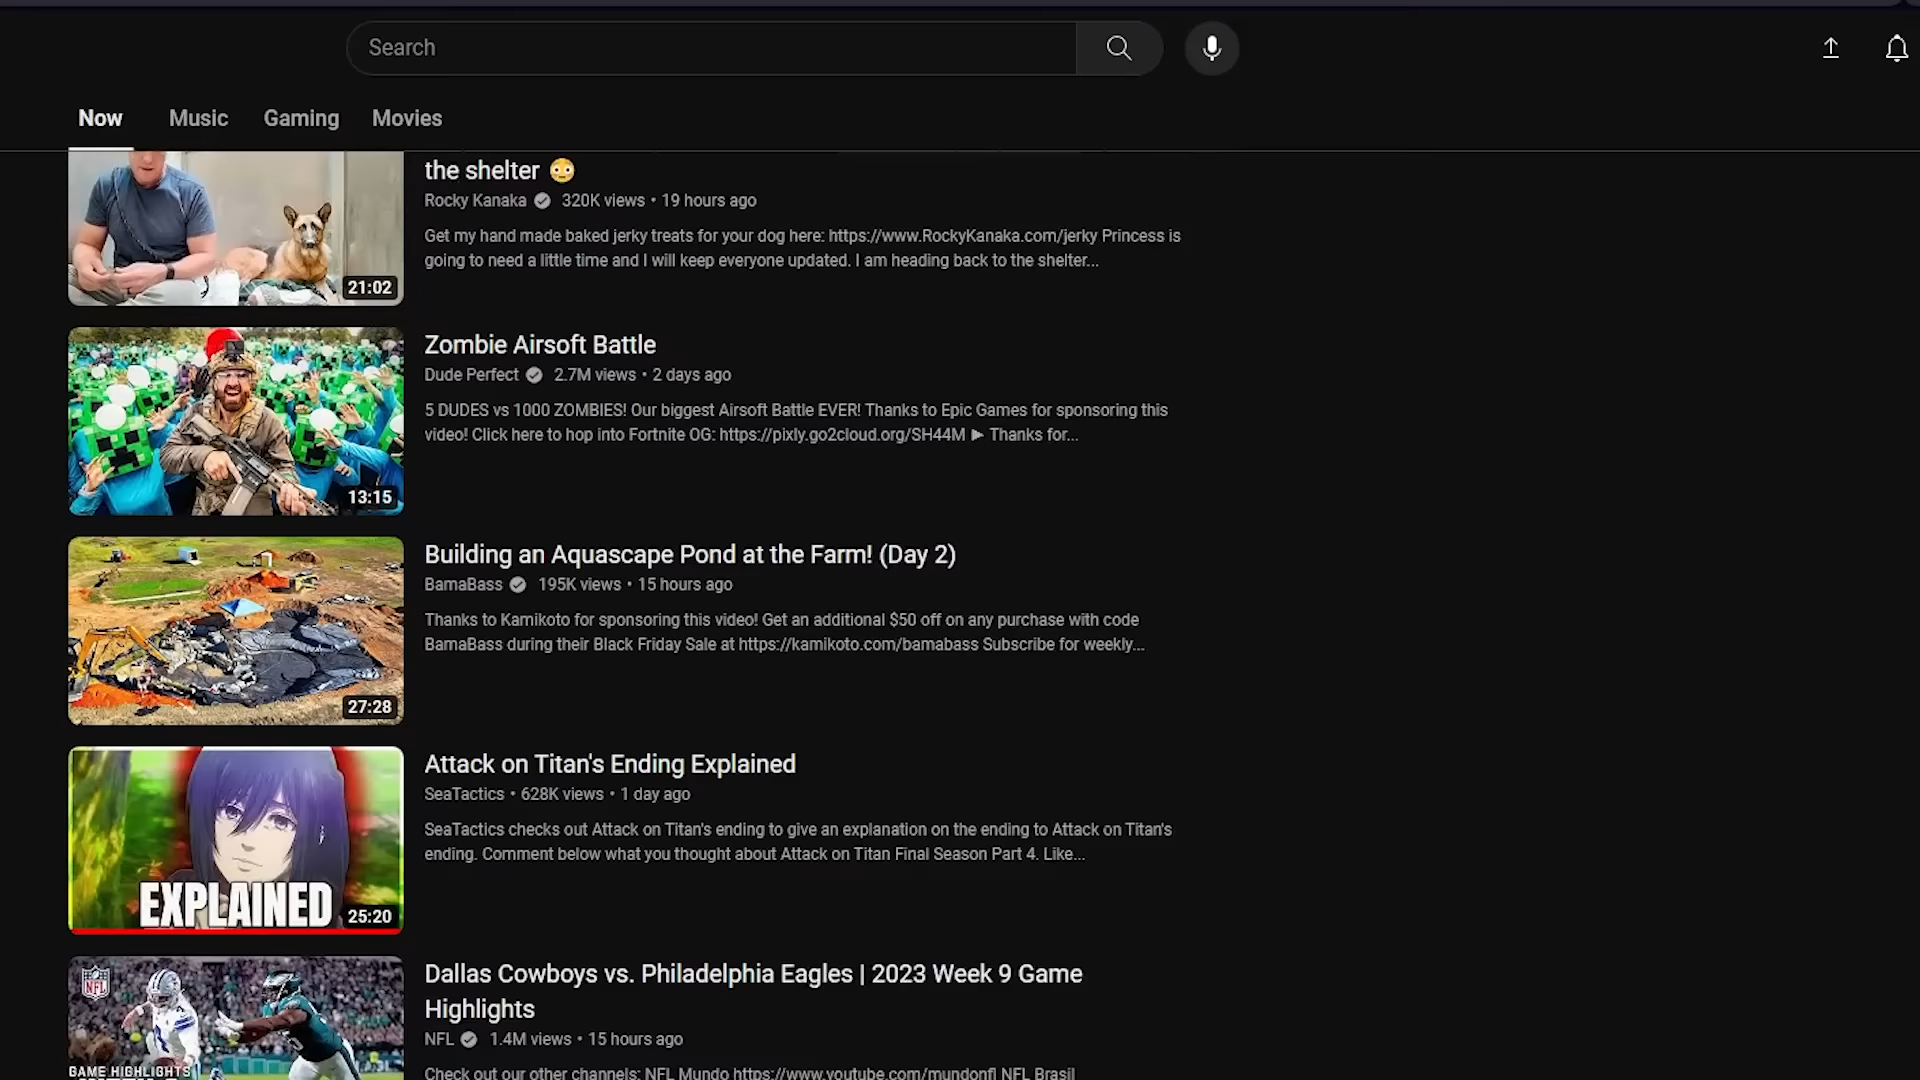 Search
Now Music Gaming Movies
the shelter 😳
Rocky Kanaka 320K views • 19 hours ago
Get my hand made baked jerky treats for your dog here: https://www.RockyKanaka.com/jerky Princess is
going to need a little time and I will keep everyone updated. I am heading back to the shelter...
21:02
Zombie Airsoft Battle
Dude Perfect 2.7M views • 2 days ago
5 DUDES vs 1000 ZOMBIES! Our biggest Airsoft Battle EVER! Thanks to Epic Games for sponsoring this
video! Click here to hop into Fortnite OG: https://pixly.go2cloud.org/SH44M ► Thanks for...
13:15
Building an Aquascape Pond at the Farm! (Day 2)
BamaBass 195K views • 15 hours ago
Thanks to Kamikoto for sponsoring this video! Get an additional $50 off on any purchase with code
BamaBass during their Black Friday Sale at https://kamikoto.com/bamabass Subscribe for weekly...
27:28
Attack on Titan's Ending Explained
SeaTactics • 628K views • 1 day ago
SeaTactics checks out Attack on Titan's ending to give an explanation on the ending to Attack on Titan's
ending. Comment below what you thought about Attack on Titan Final Season Part 4. Like...
EXPLAINED
25:20
NFL
Dallas Cowboys vs. Philadelphia Eagles | 2023 Week 9 Game
Highlights
NFL 1.4M views • 15 hours ago
GAME HIGHLIGHTS
Check out our other channels: NFL Mundo https://www.youtube.com/mundonfl NFL Brasil